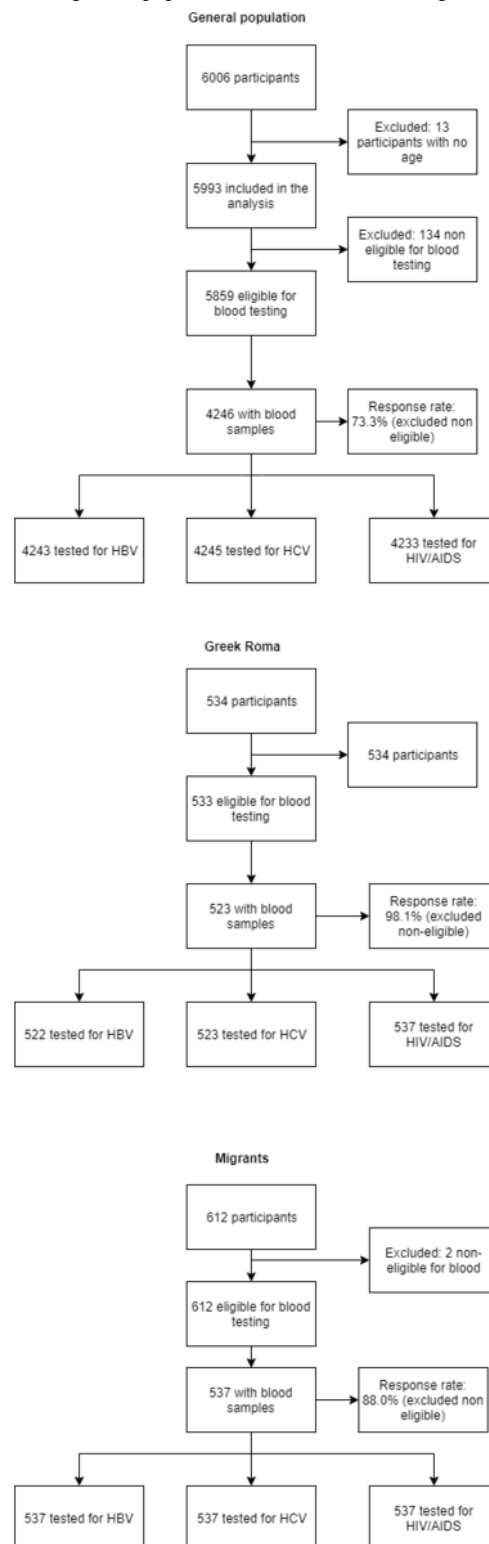 General population
6006 participants
Excluded: 13
participants with no
age
5993 included in the
analysis
Excluded: 134 non
eligible for blood
testing
5859 eligible for
blood testing
4246 with blood
samples
Response rate:
73.3% (excluded non
eligible)
4243 tested for HBV
4245 tested for HCV
4233 tested for
HIV/AIDS
Greek Roma
534 participants
534 participants
533 eligible for blood
testing
523 with blood
samples
Response rate:
98.1% (excluded
non-eligible)
522 tested for HBV
523 tested for HCV
537 tested for
HIV/AIDS
Migrants
612 participants
Excluded: 2 non-
eligible for blood
612 eligible for blood
testing
537 with blood
samples
Response rate:
88.0% (excluded non
eligible)
537 tested for HBV
537 tested for HCV
537 tested for
HIV/AIDS